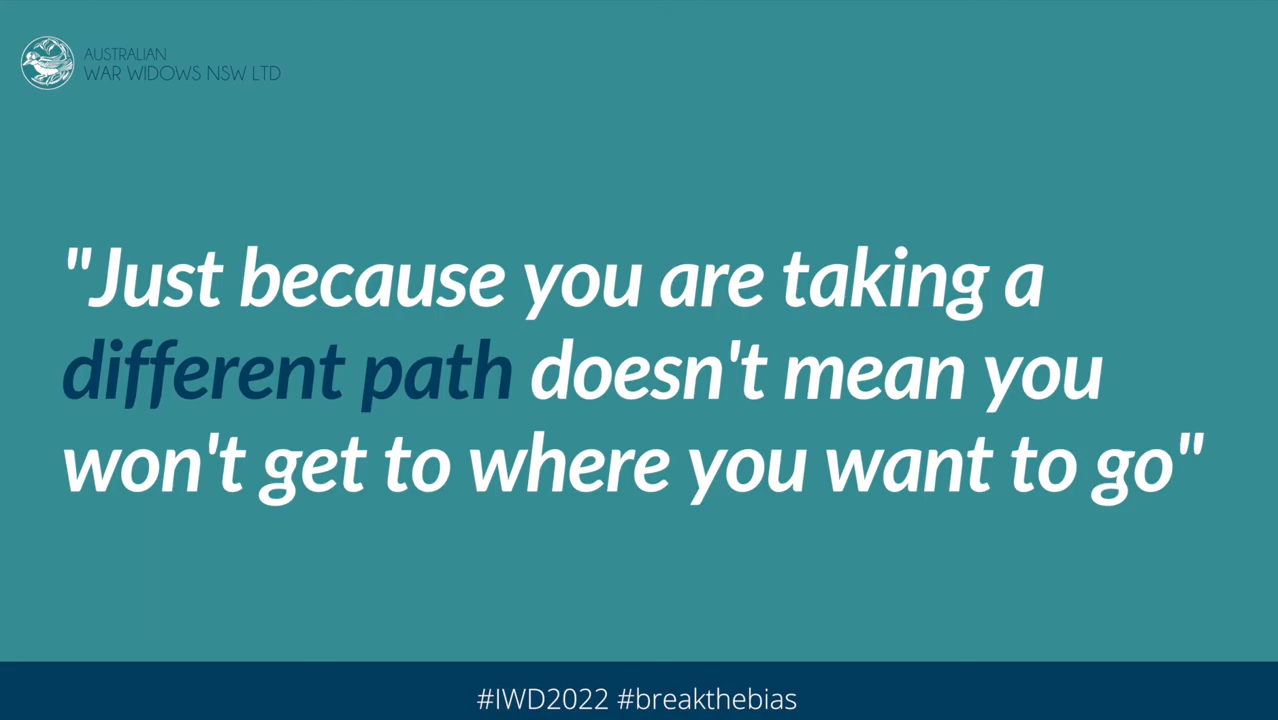 AUSTRALIAN
WAR WIDOWS NSW LTD
"Just because you are taking a
different path doesn't mean you
won't get to where you want to go"
#IWD2022 #breakthebias